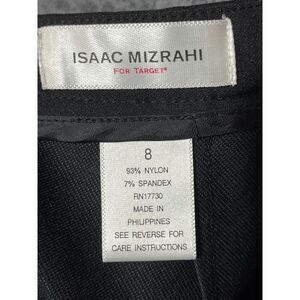 ISAAC MIZRAHI
FOR TARGET®
8
93% NYLON
7% SPANDEX
RN17730
MADE IN
PHILIPPINES
SEE REVERSE FOR
CARE INSTRUCTIONS